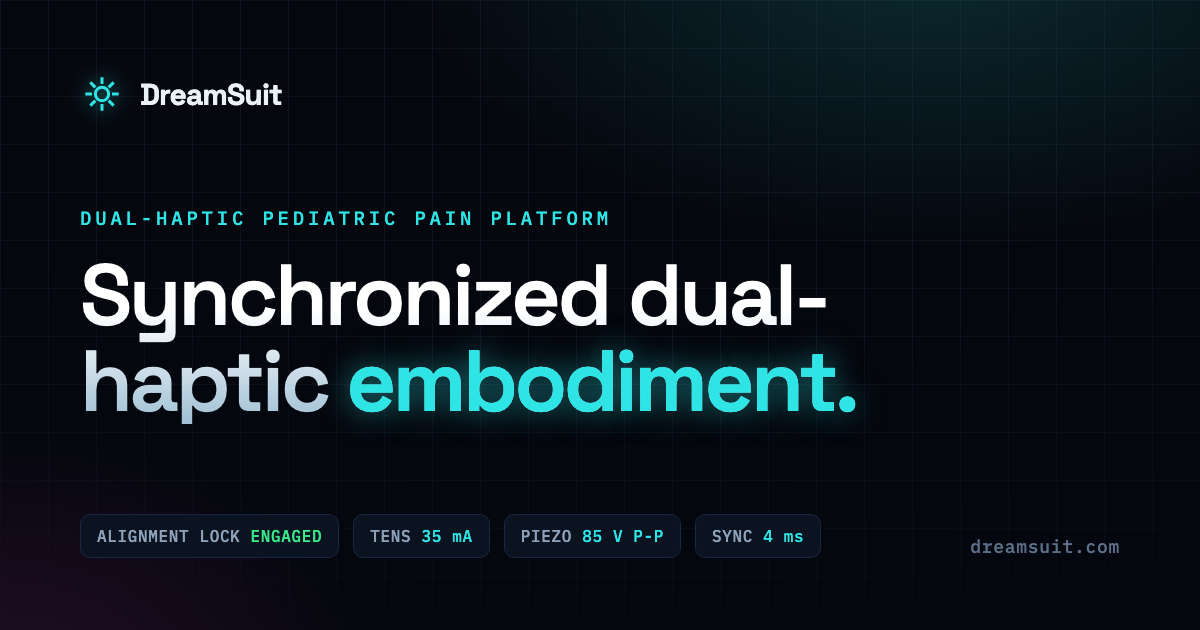 DreamSuit
DUAL-HAPTIC PEDIATRIC PAIN PLATFORM
Synchronized dual-
haptic embodiment.
ALIGNMENT LOCK ENGAGED
TENS 35 mA
PIEZO 85 V P-P
SYNC 4 ms
dreamsuit.com